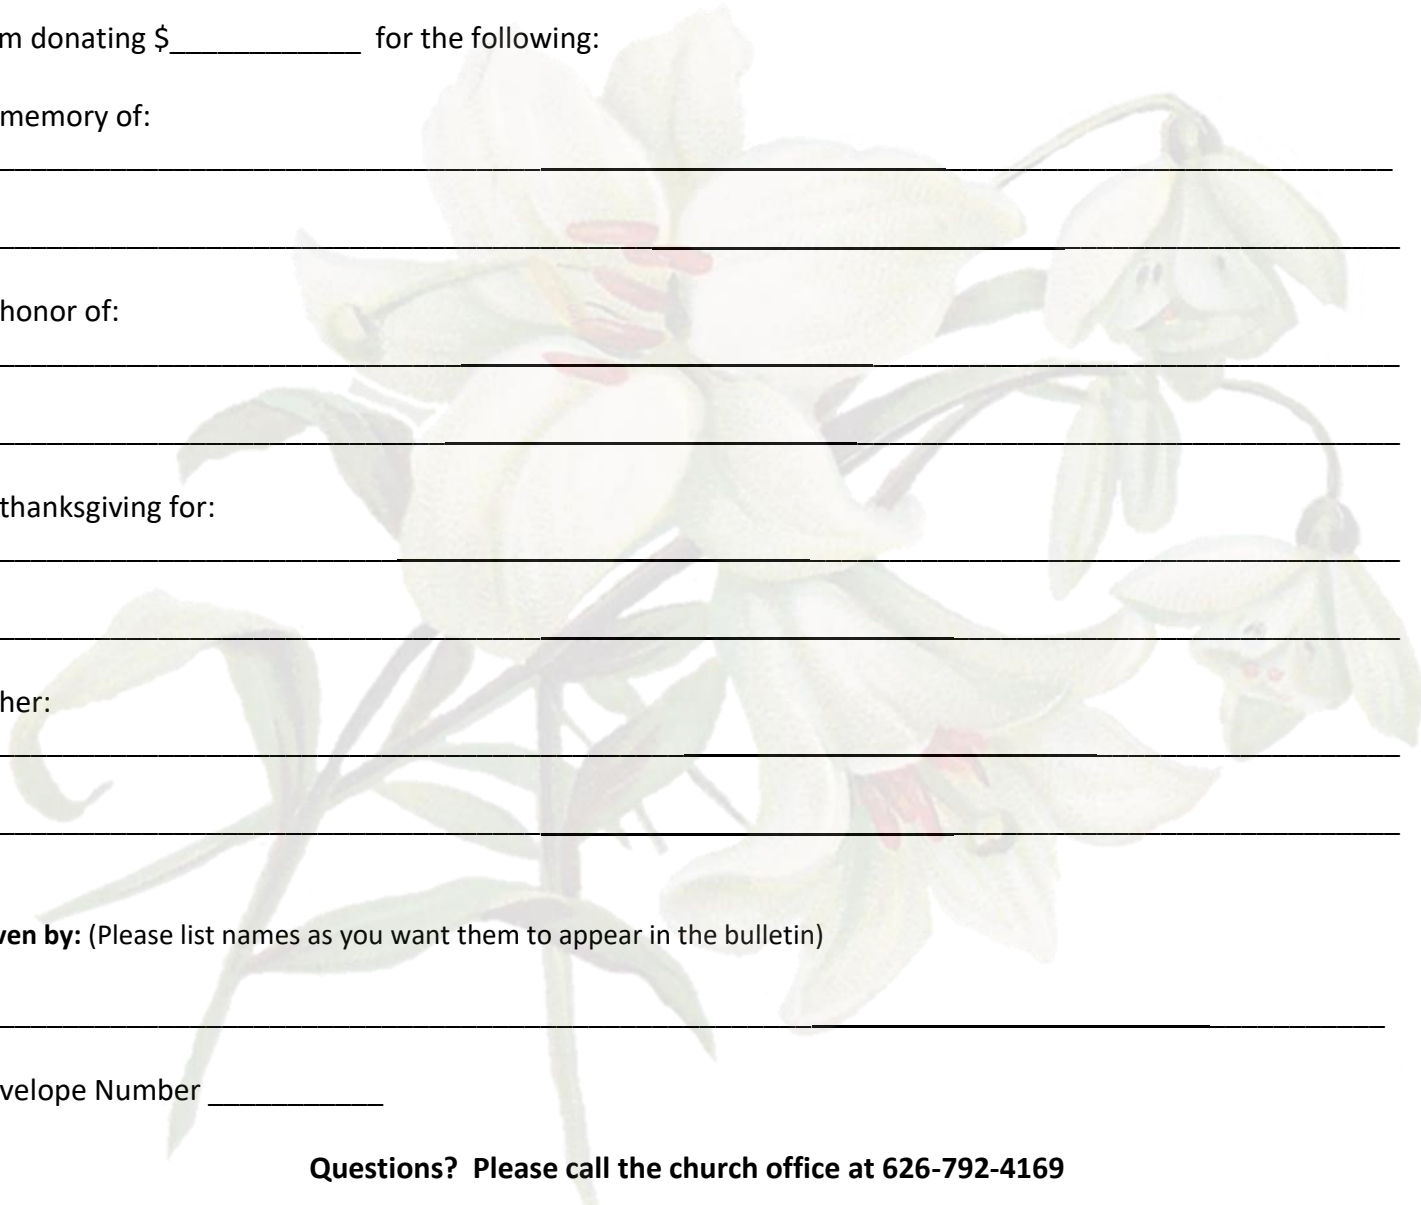 m donating $____________ for the following:
memory of:
honor of:
thanksgiving for:
her:
ven by: (Please list names as you want them to appear in the bulletin)
velope Number ___________
Questions? Please call the church office at 626-792-4169